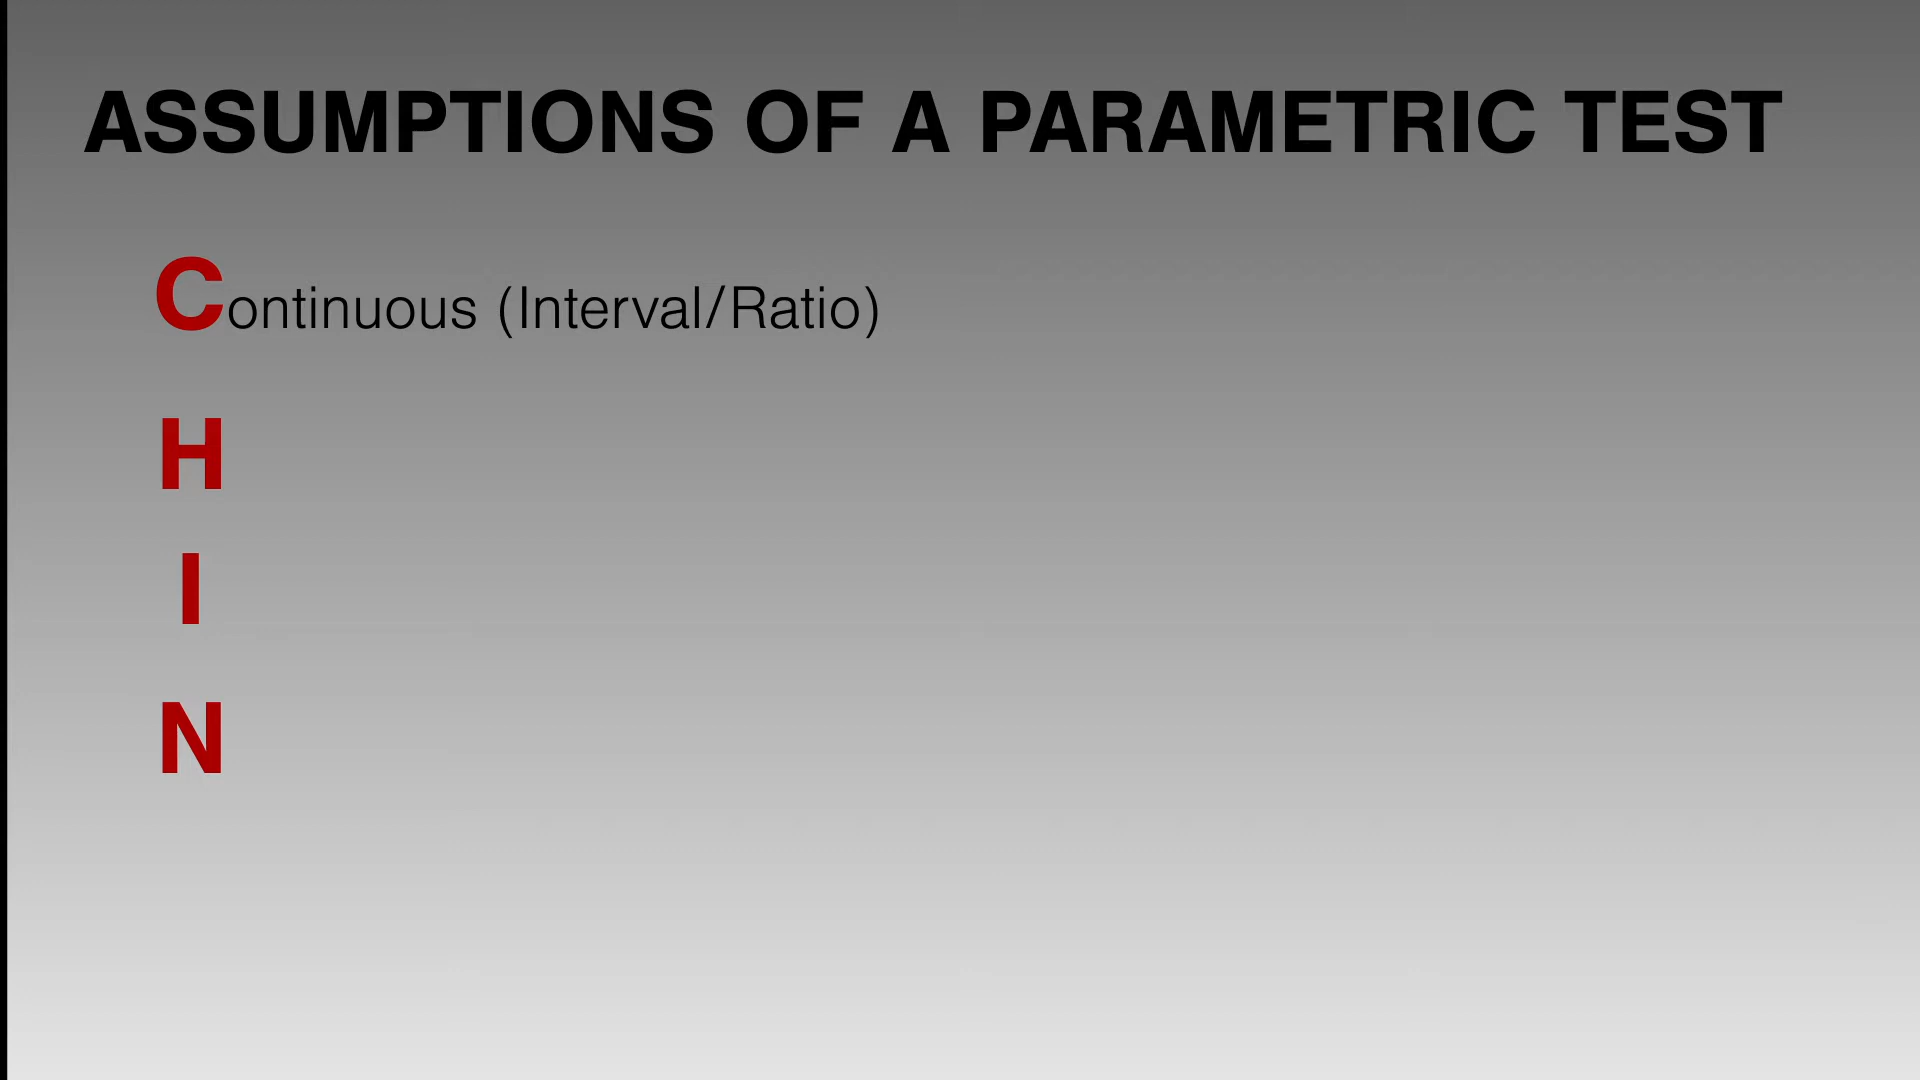 ASSUMPTIONS OF A PARAMETRIC TEST
Continuous (Interval/Ratio)
H
I
N